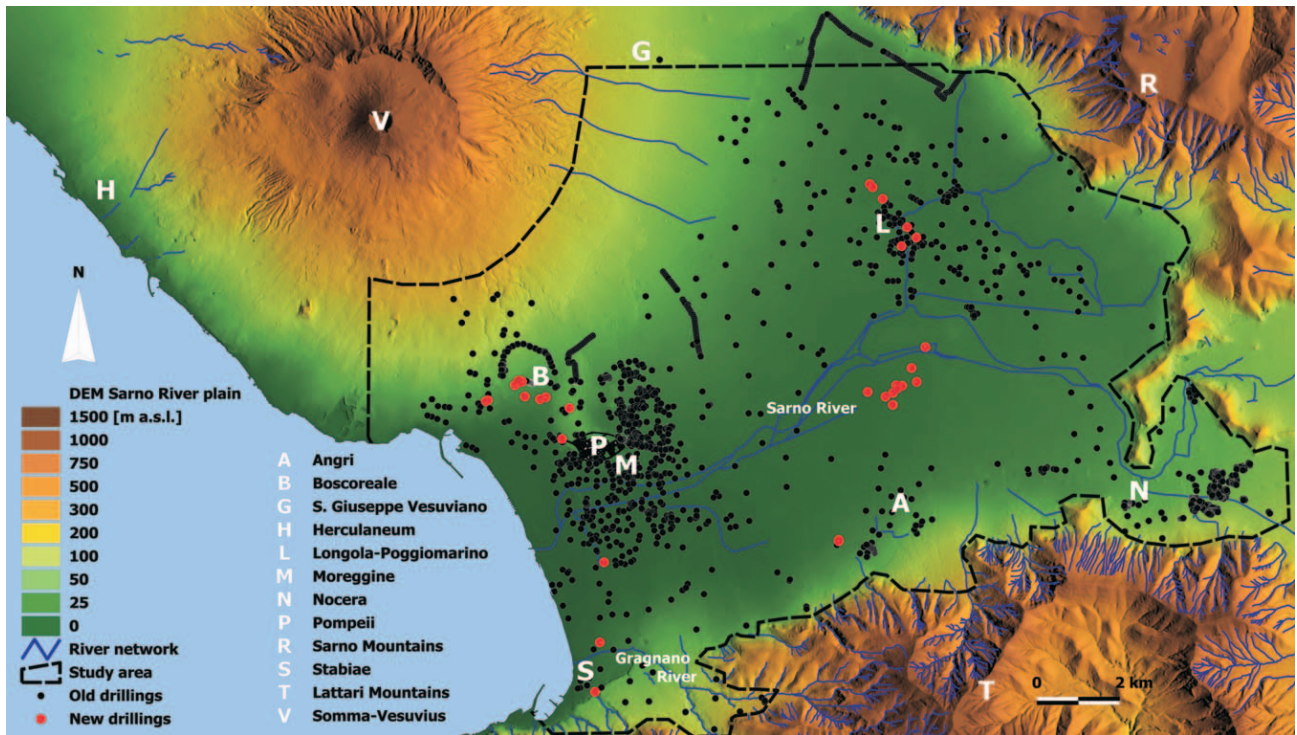 G
R
V
H
L
N
DEM Sarno River plain
1500 [m a.s.l.]
1000
750
500
300
200
100
50
25
0
River network
Study area
Old drillings
New drillings
A Angri
B Boscoreale
G S. Giuseppe Vesuviano
H Herculaneum
L Longola-Poggiomarino
M Moreggine
N Nocera
P Pompeii
R Sarno Mountains
S Stabiae
T Lattari Mountains
V Somma-Vesuvius
B
Sarno River
P
M
A
N
Gragnano
River
S
T
0 2 km